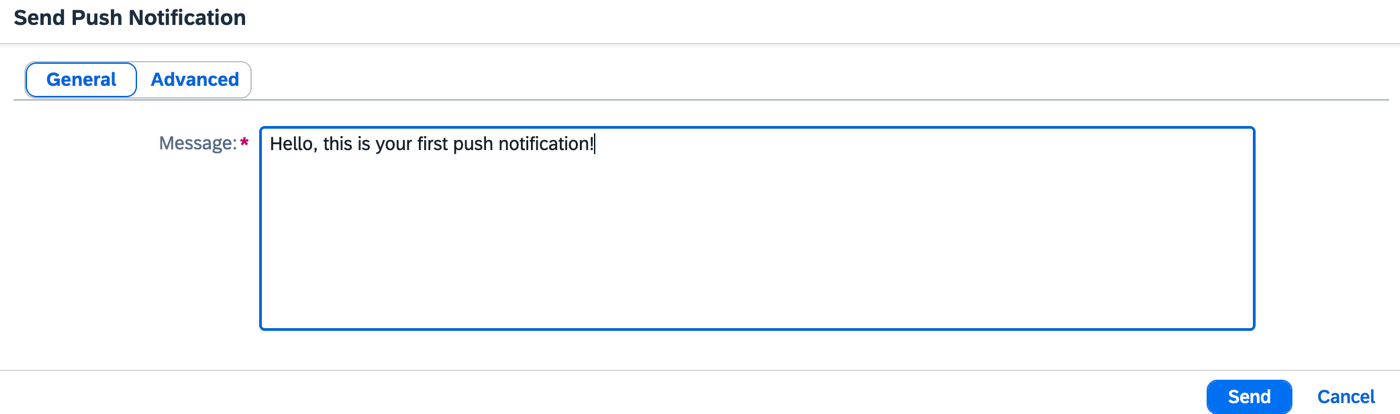 Send Push Notification
General Advanced
Message:* Hello, this is your first push notification!
Send Cancel